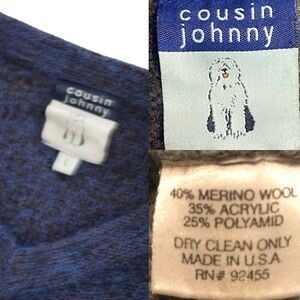 cousin
johnny
L
cousin
johnny
40% MERINO WOOL
35% ACRYLIC
25% POLYAMID
DRY CLEAN ONLY
MADE IN U.S.A
RN# 92455